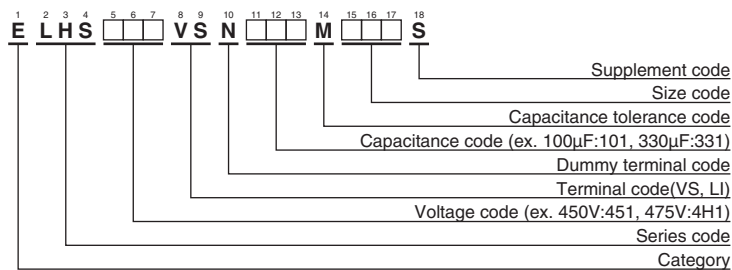 1 2 3 4 5 6 7 8 9 10 11 12 13 14 15 16 17 18
E LHS □□□ VS N □□□ M □□□ S
Supplement code
Size code
Capacitance tolerance code
Capacitance code (ex. 100μF:101, 330μF:331)
Dummy terminal code
Terminal code(VS, LI)
Voltage code (ex. 450V:451, 475V:4H1)
Series code
Category